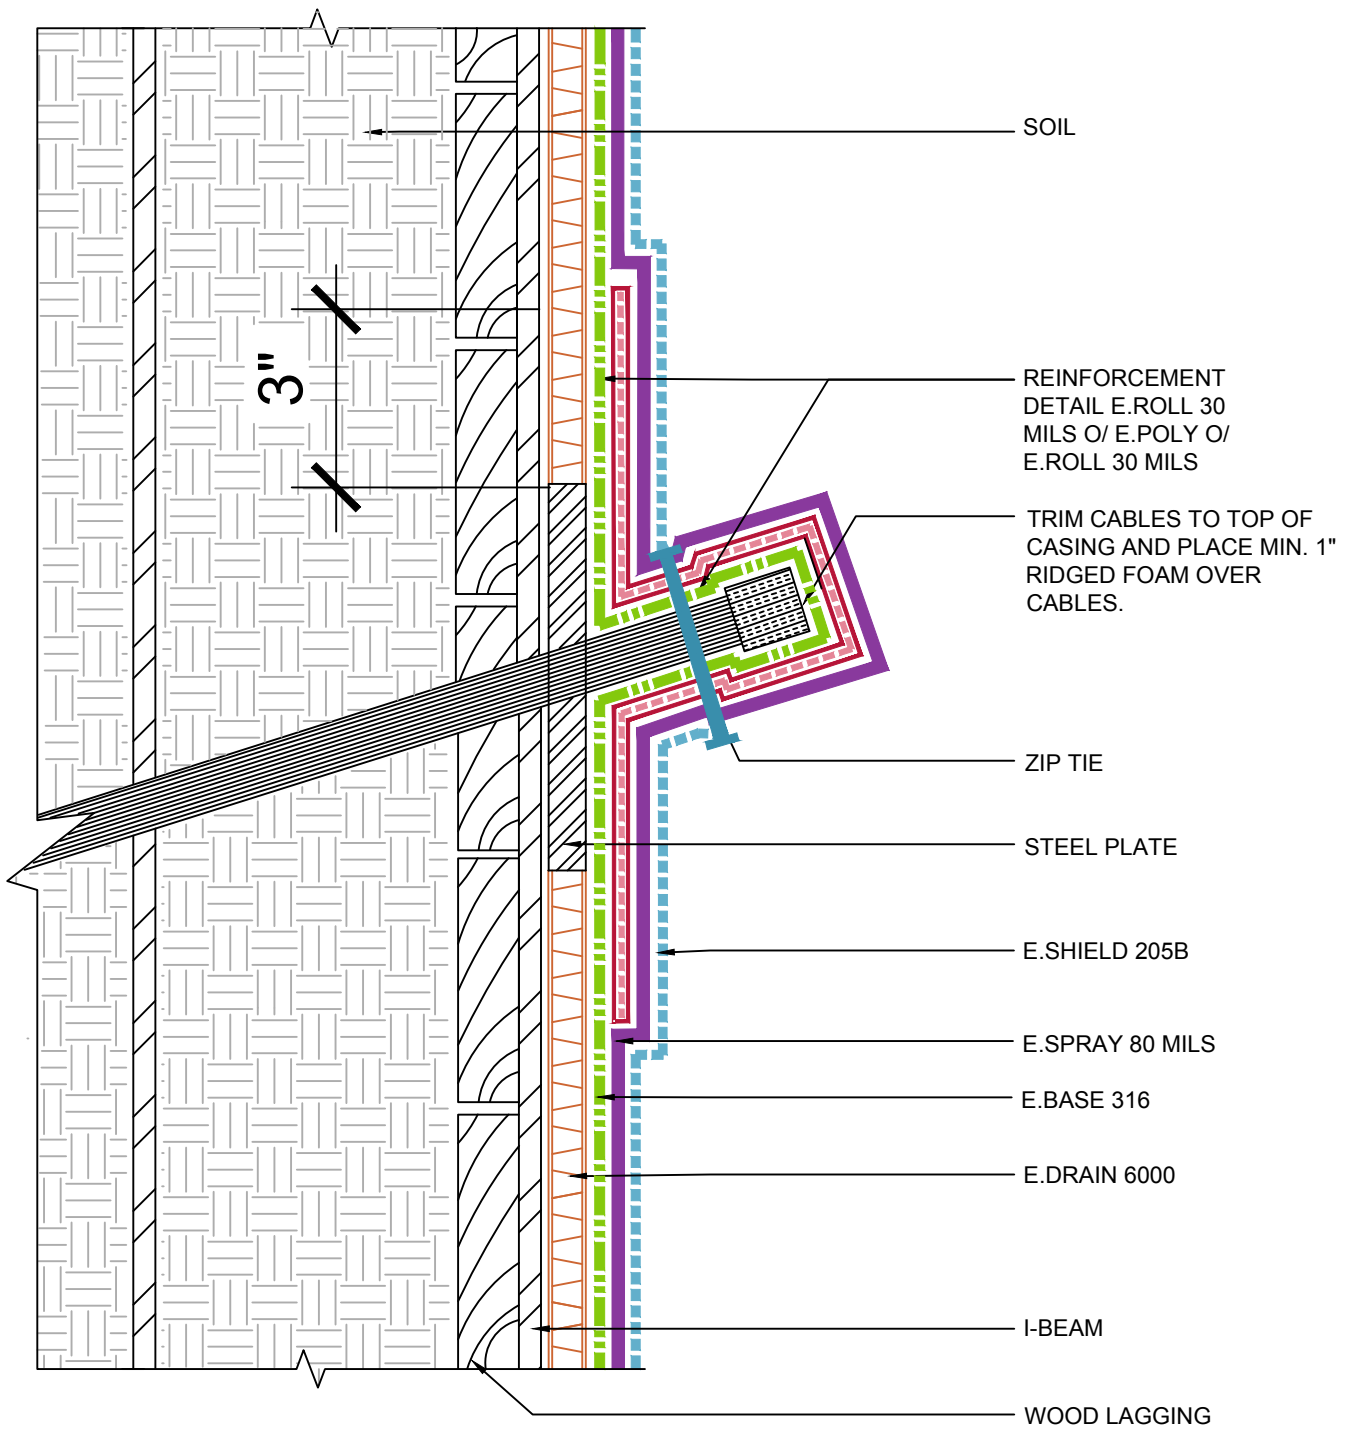 SOIL
3"
REINFORCEMENT
DETAIL E.ROLL 30
MILS O/ E.POLY O/
E.ROLL 30 MILS
TRIM CABLES TO TOP OF
CASING AND PLACE MIN. 1"
RIDGED FOAM OVER
CABLES.
ZIP TIE
STEEL PLATE
E.SHIELD 205B
E.SPRAY 80 MILS
E.BASE 316
E.DRAIN 6000
I-BEAM
WOOD LAGGING